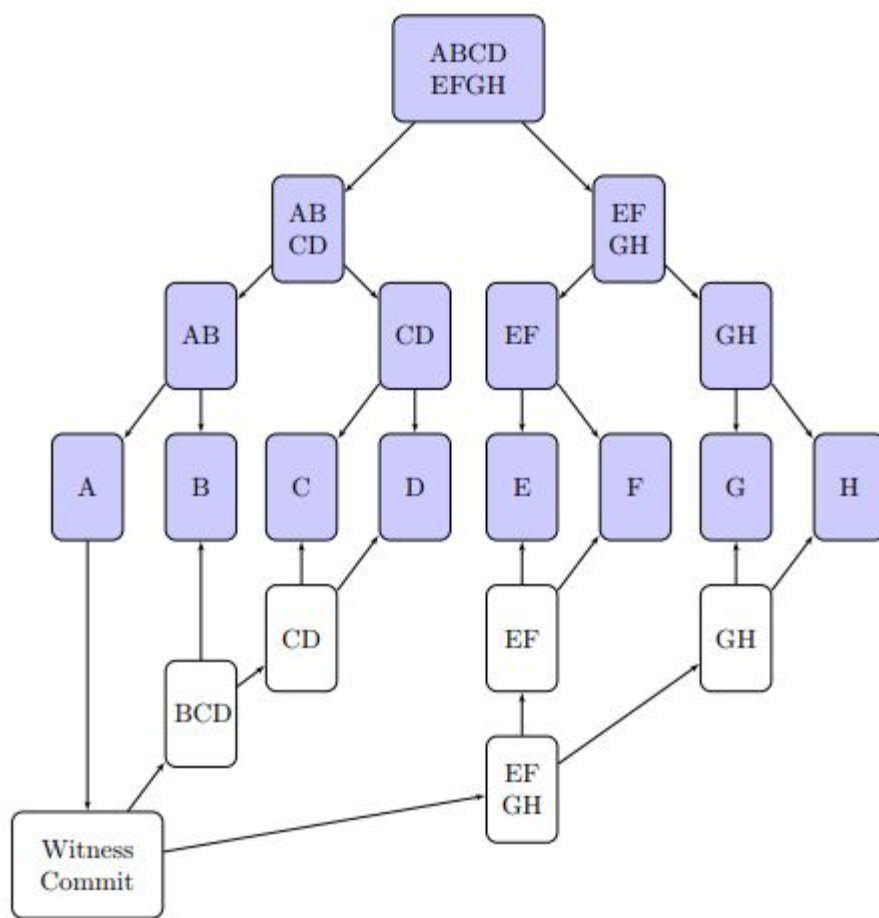 ABCD
EFGH
AB
CD
EF
GH
AB
CD
EF
GH
A
B
C
D
E
F
G
H
CD
EF
GH
BCD
EF
GH
Witness
Commit